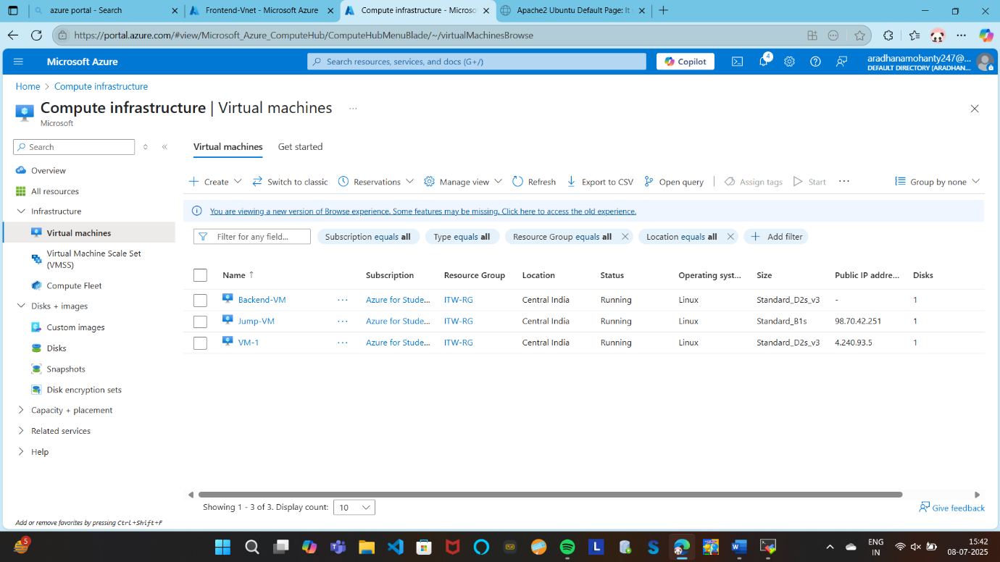 azure portal - Search
Frontend-Vnet - Microsoft Azure
Compute infrastructure - Microso
Apache2 Ubuntu Default Page: It
https://portal.azure.com/#view/Microsoft_Azure_ComputeHub/ComputeHubMenuBlade/~/virtualMachinesBrowse
Microsoft Azure
Search resources, services, and docs (G+/)
Copilot
4
aradhanamohanty247@...
DEFAULT DIRECTORY (ARADHAN...
Home > Compute infrastructure
Compute infrastructure | Virtual machines ...
Microsoft
Search
Overview
All resources
Infrastructure
Virtual machines
Virtual Machine Scale Set
(VMSS)
Compute Fleet
Disks + images
Custom images
Disks
Snapshots
Disk encryption sets
Capacity + placement
Related services
Help
Add or remove favorites by pressing Ctrl+Shift+F
Virtual machines Get started
Create Switch to classic Reservations Manage view Refresh Export to CSV Open query Assign tags Start ... Group by none
You are viewing a new version of Browse experience. Some features may be missing. Click here to access the old experience.
Filter for any field... Subscription equals all Type equals all Resource Group equals all Location equals all Add filter
Name ↑ Subscription Resource Group Location Status Operating syst... Size Public IP addre... Disks
Backend-VM ... Azure for Stude... ITW-RG Central India Running Linux Standard_D2s_v3 - 1
Jump-VM ... Azure for Stude... ITW-RG Central India Running Linux Standard_B1s 98.70.42.251 1
VM-1 ... Azure for Stude... ITW-RG Central India Running Linux Standard_D2s_v3 4.240.93.5 1
Showing 1 - 3 of 3. Display count: 10
Give feedback
5
L
S
W
ENG
IN
15:42
08-07-2025